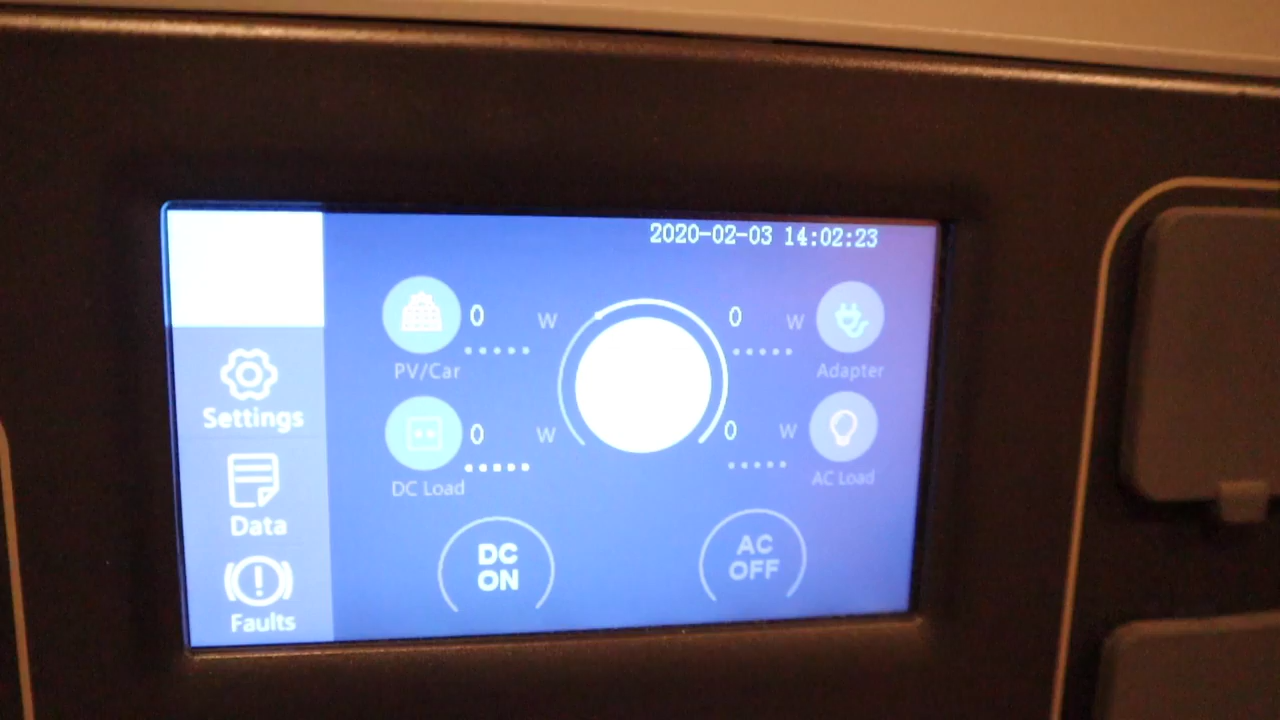 2020-02-03 14:02:23
0 W
PV/Car
0 W
Adapter
0 W
DC Load
0 W
AC Load
DC
ON
AC
OFF
Settings
Data
Faults